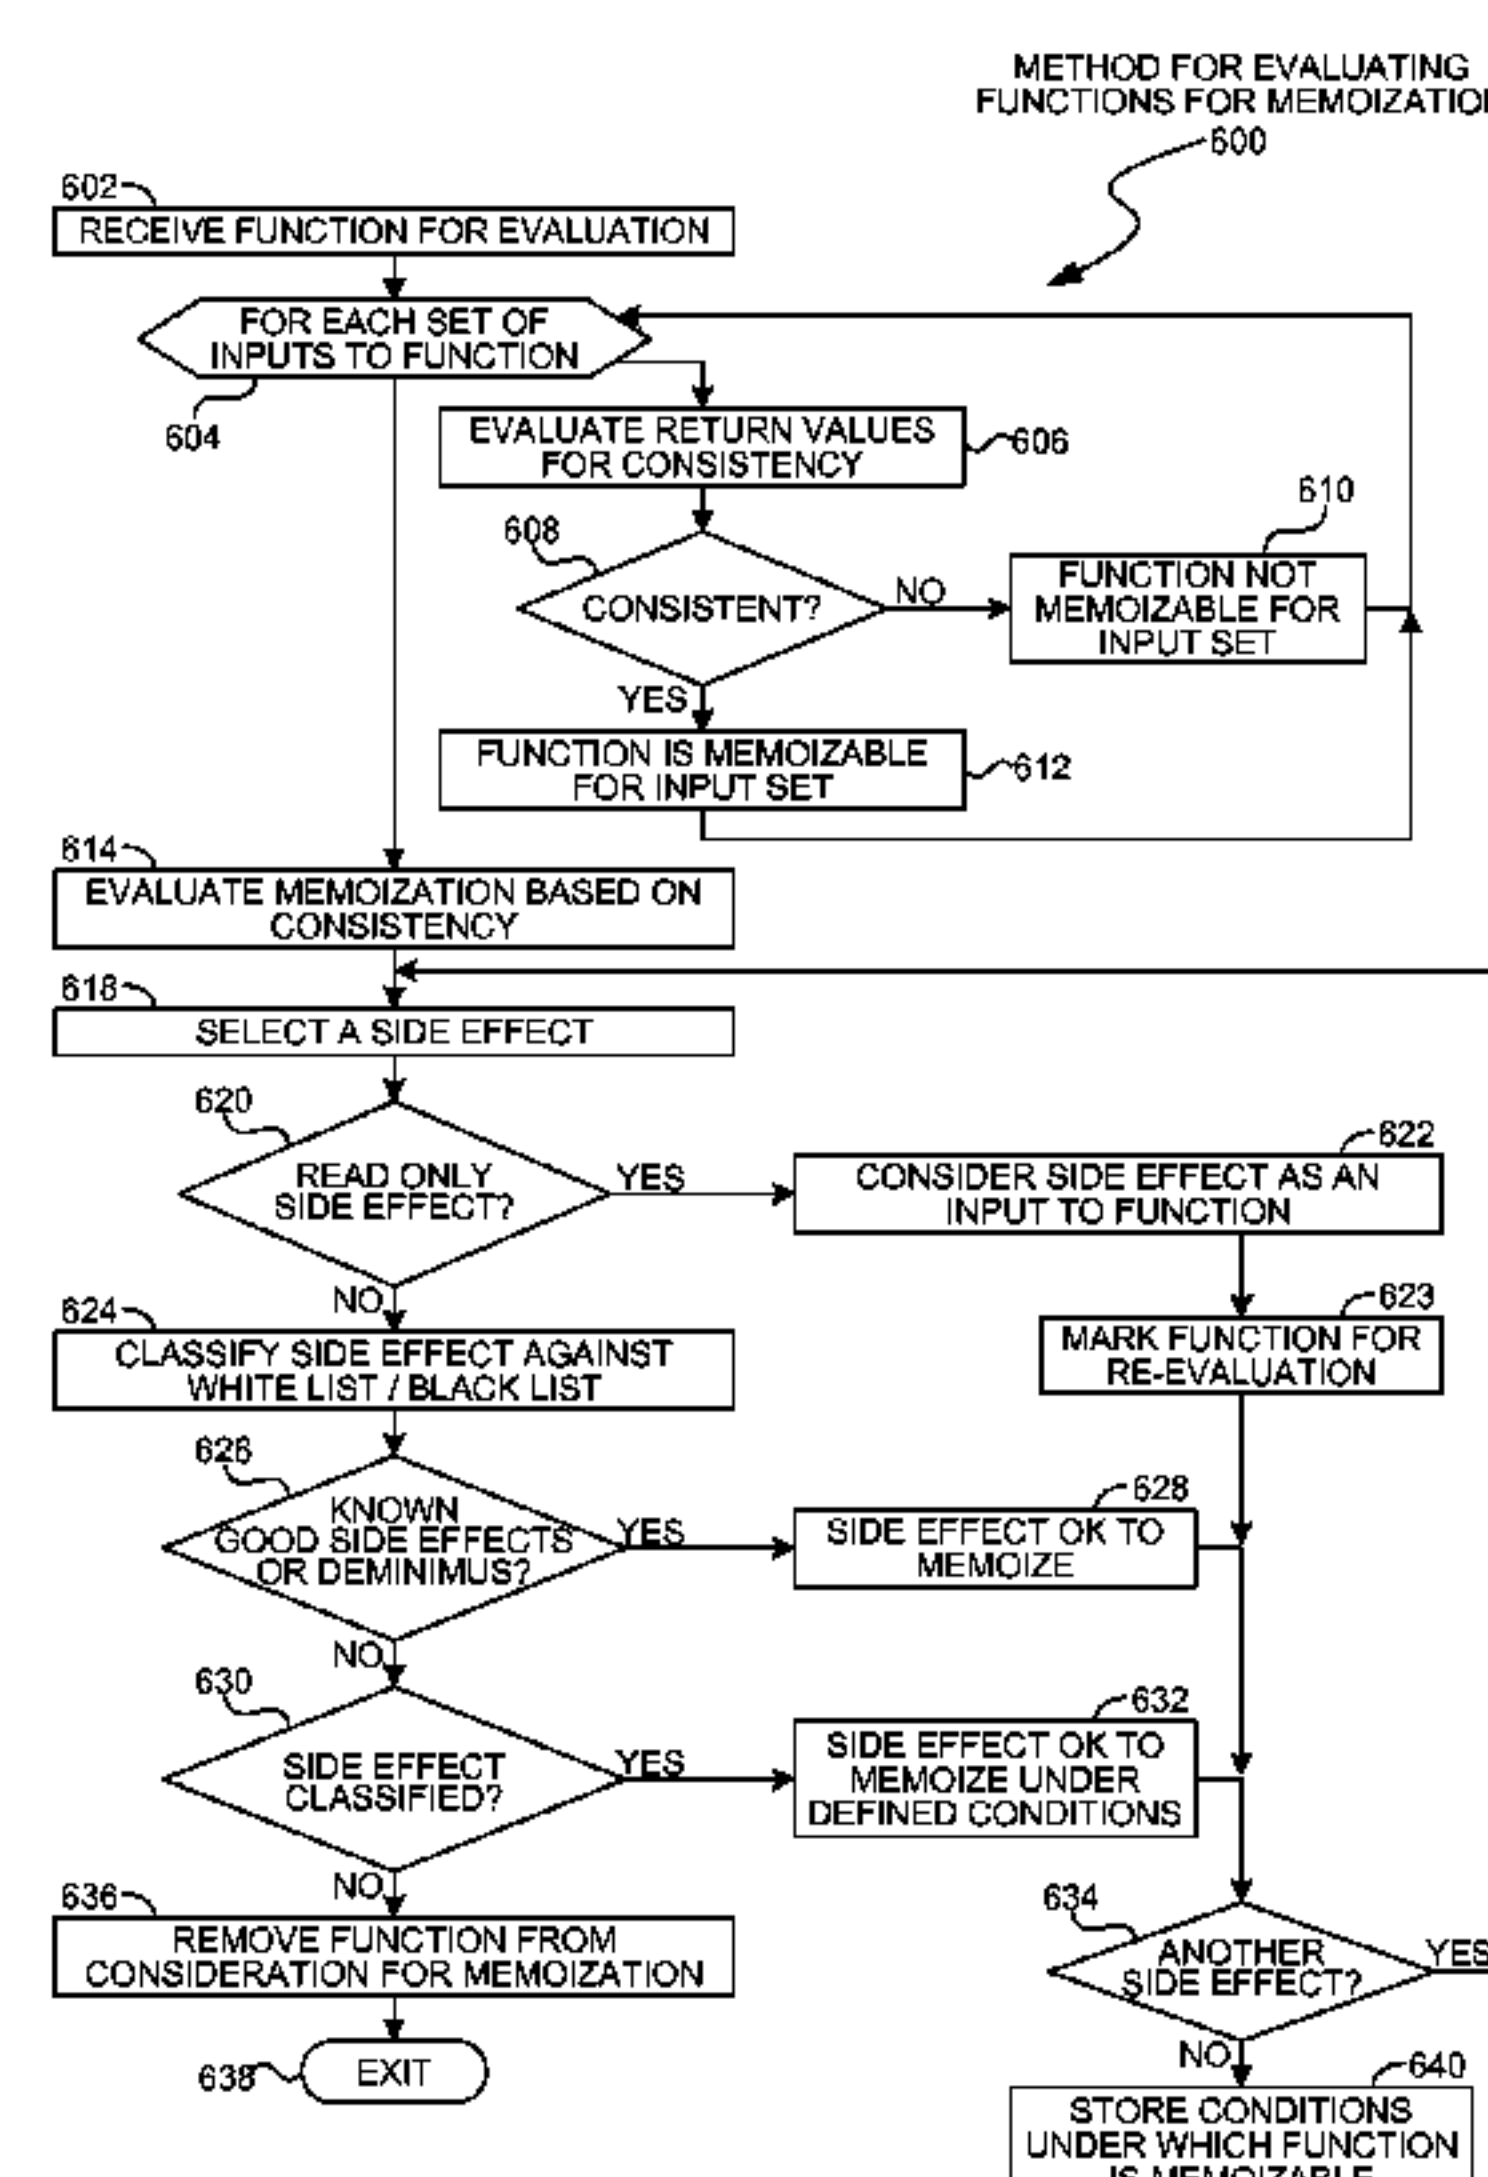 METHOD FOR EVALUATING
FUNCTIONS FOR MEMOIZATION
600
602
RECEIVE FUNCTION FOR EVALUATION
FOR EACH SET OF
INPUTS TO FUNCTION
604
EVALUATE RETURN VALUES
FOR CONSISTENCY
606
608
CONSISTENT?
NO
610
FUNCTION NOT
MEMOIZABLE FOR
INPUT SET
YES
FUNCTION IS MEMOIZABLE
FOR INPUT SET
612
614
EVALUATE MEMOIZATION BASED ON
CONSISTENCY
618
SELECT A SIDE EFFECT
620
READ ONLY
SIDE EFFECT?
YES
622
CONSIDER SIDE EFFECT AS AN
INPUT TO FUNCTION
NO
623
MARK FUNCTION FOR
RE-EVALUATION
624
CLASSIFY SIDE EFFECT AGAINST
WHITE LIST / BLACK LIST
626
KNOWN
GOOD SIDE EFFECTS
OR DEMINIMUS?
YES
628
SIDE EFFECT OK TO
MEMOIZE
NO
630
SIDE EFFECT
CLASSIFIED?
YES
632
SIDE EFFECT OK TO
MEMOIZE UNDER
DEFINED CONDITIONS
NO
634
ANOTHER
SIDE EFFECT?
YES
636
REMOVE FUNCTION FROM
CONSIDERATION FOR MEMOIZATION
638
EXIT
NO
640
STORE CONDITIONS
UNDER WHICH FUNCTION
IS MEMOIZABLE